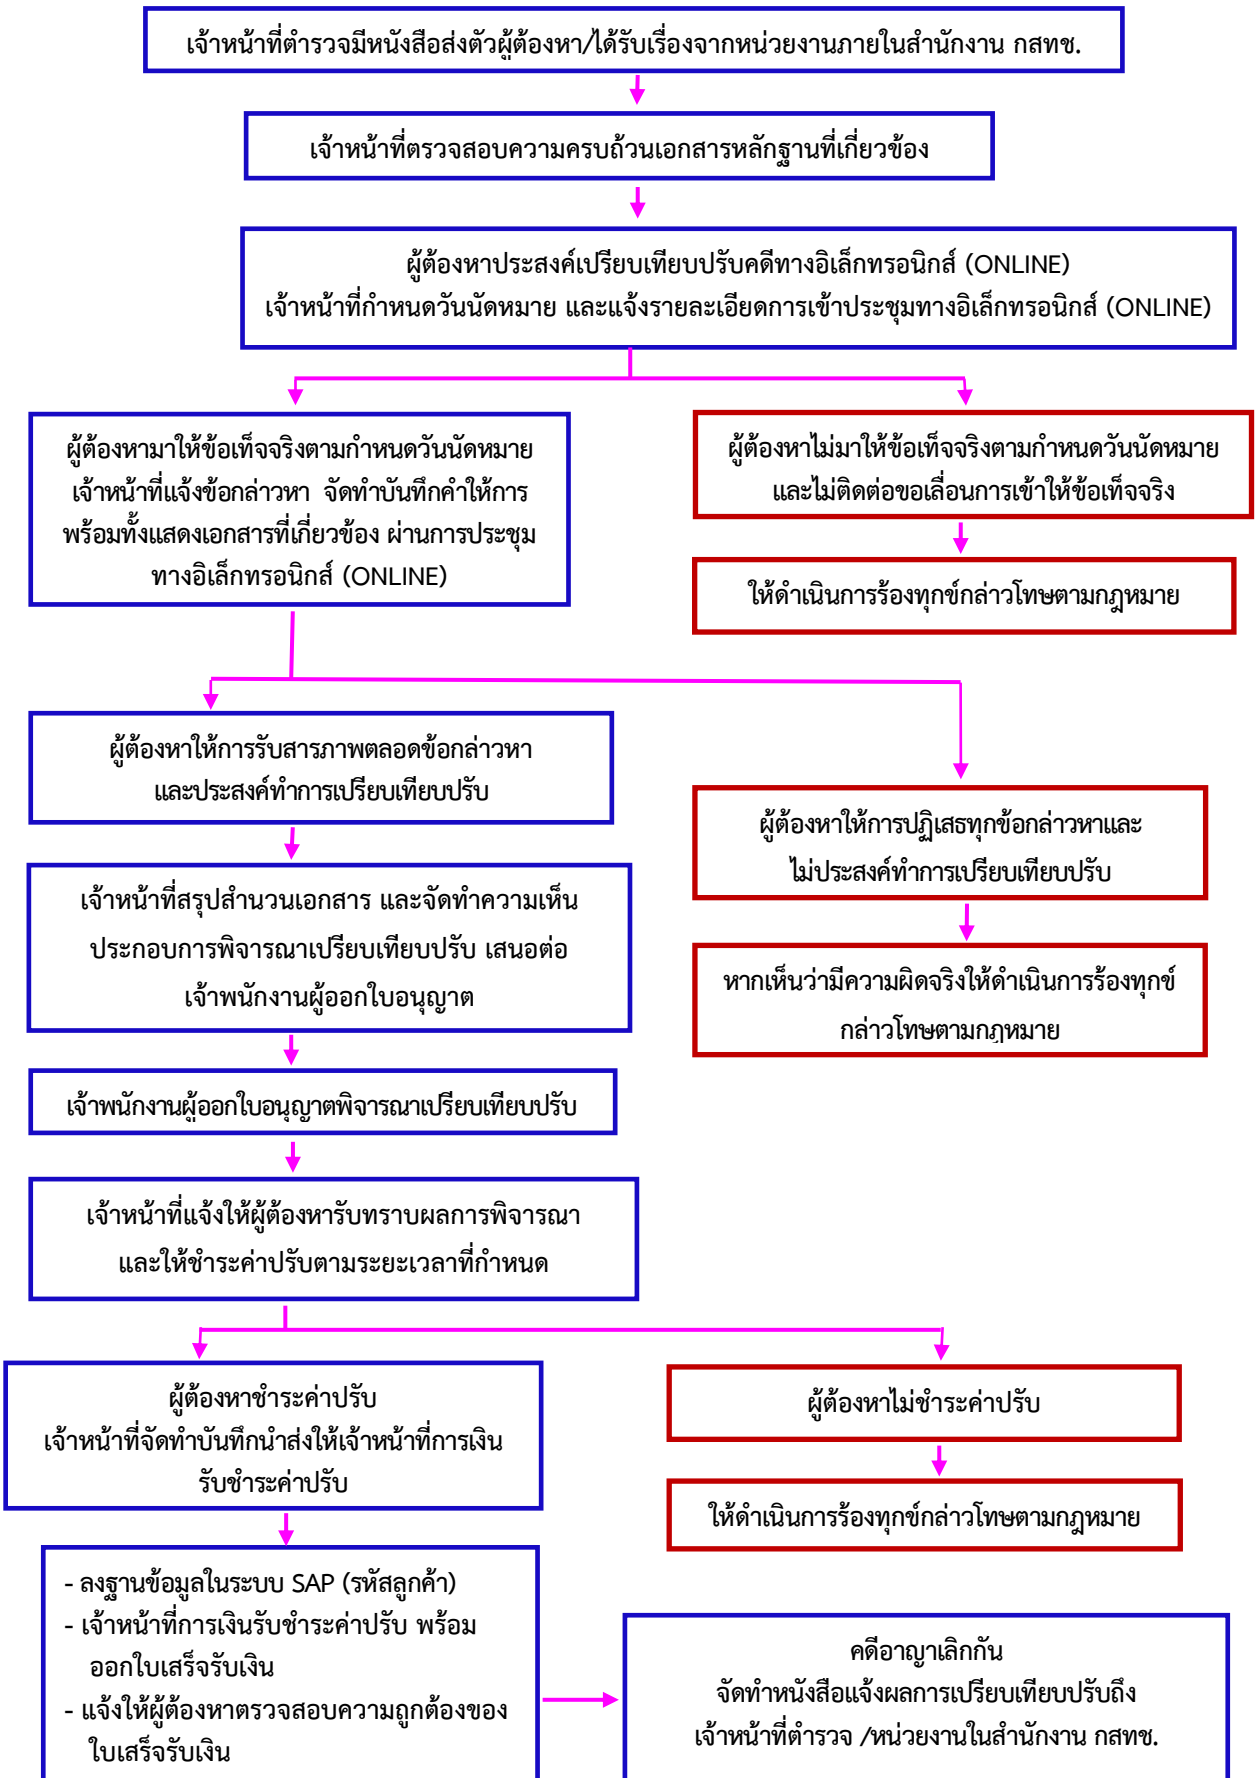 เจ้าหน้าที่ตำรวจมีหนังสือส่งตัวผู้ต้องหา/ได้รับเรื่องจากหน่วยงานภายในสำนักงาน กสทช.
เจ้าหน้าที่ตรวจสอบความครบถ้วนเอกสารหลักฐานที่เกี่ยวข้อง
ผู้ต้องหาประสงค์เปรียบเทียบปรับคดีทางอิเล็กทรอนิกส์ (ONLINE)
เจ้าหน้าที่กำหนดวันนัดหมาย และแจ้งรายละเอียดการเข้าประชุมทางอิเล็กทรอนิกส์ (ONLINE)
ผู้ต้องหามาให้ข้อเท็จจริงตามกำหนดวันนัดหมาย
เจ้าหน้าที่แจ้งข้อกล่าวหา จัดทำบันทึกคำให้การ
พร้อมทั้งแสดงเอกสารที่เกี่ยวข้อง ผ่านการประชุม
ทางอิเล็กทรอนิกส์ (ONLINE)
ผู้ต้องหาไม่มาให้ข้อเท็จจริงตามกำหนดวันนัดหมาย
และไม่ติดต่อขอเลื่อนการเข้าให้ข้อเท็จจริง
ให้ดำเนินการร้องทุกข์กล่าวโทษตามกฎหมาย
ผู้ต้องหาให้การรับสารภาพตลอดข้อกล่าวหา
และประสงค์ทำการเปรียบเทียบปรับ
ผู้ต้องหาให้การปฏิเสธทุกข้อกล่าวหาและ
ไม่ประสงค์ทำการเปรียบเทียบปรับ
เจ้าหน้าที่สรุปสำนวนเอกสาร และจัดทำความเห็น
ประกอบการพิจารณาเปรียบเทียบปรับ เสนอต่อ
เจ้าพนักงานผู้ออกใบอนุญาต
หากเห็นว่ามีความผิดจริงให้ดำเนินการร้องทุกข์
กล่าวโทษตามกฎหมาย
เจ้าพนักงานผู้ออกใบอนุญาตพิจารณาเปรียบเทียบปรับ
เจ้าหน้าที่แจ้งให้ผู้ต้องหารับทราบผลการพิจารณา
และให้ชำระค่าปรับตามระยะเวลาที่กำหนด
ผู้ต้องหาชำระค่าปรับ
เจ้าหน้าที่จัดทำบันทึกนำส่งให้เจ้าหน้าที่การเงิน
รับชำระค่าปรับ
ผู้ต้องหาไม่ชำระค่าปรับ
ให้ดำเนินการร้องทุกข์กล่าวโทษตามกฎหมาย
- ลงฐานข้อมูลในระบบ SAP (รหัสลูกค้า)
- เจ้าหน้าที่การเงินรับชำระค่าปรับ พร้อม
ออกใบเสร็จรับเงิน
- แจ้งให้ผู้ต้องหาตรวจสอบความถูกต้องของ
ใบเสร็จรับเงิน
คดีอาญาเลิกกัน
จัดทำหนังสือแจ้งผลการเปรียบเทียบปรับถึง
เจ้าหน้าที่ตำรวจ /หน่วยงานในสำนักงาน กสทช.